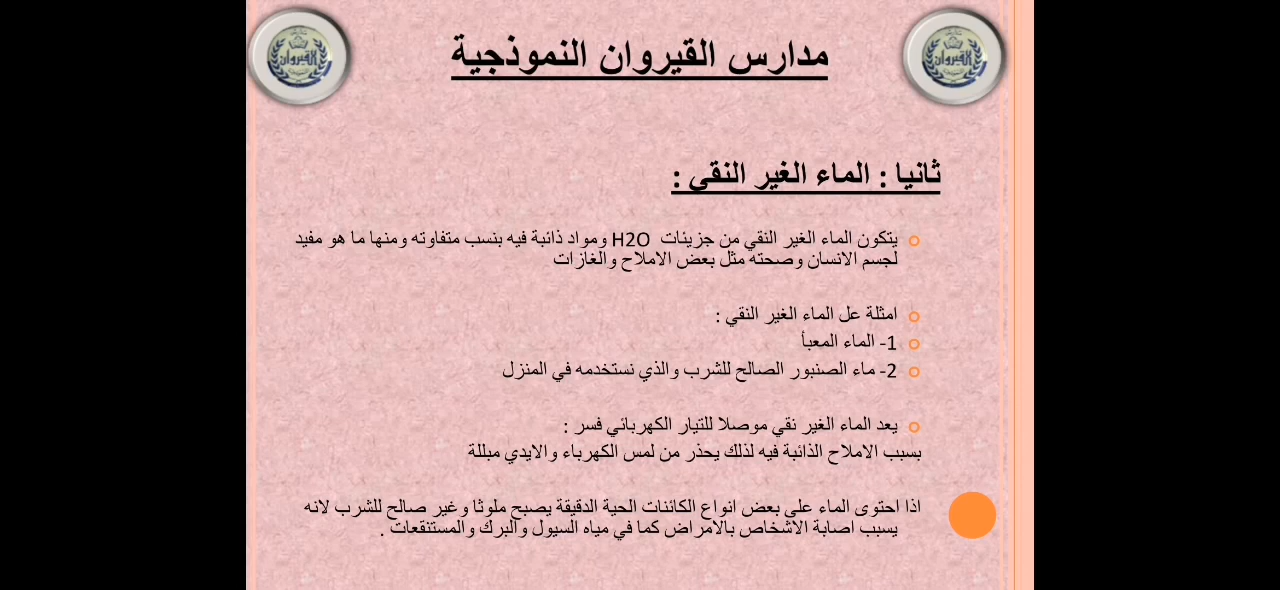 مدارس القيروان النموذجية
القيروان
القيروان
ثانيا : الماء الغير النقي :
يتكون الماء الغير النقي من جزيئات H2O ومواد ذائبة فيه بنسب متفاوته ومنها ما هو مفيد
لجسم الانسان وصحته مثل بعض الاملاح والغازات
امثلة عل الماء الغير النقي :
1- الماء المعبأ
2- ماء الصنبور الصالح للشرب والذي نستخدمه في المنزل
يعد الماء الغير نقي موصلا للتيار الكهربائي فسر :
بسبب الاملاح الذائبة فيه لذلك يحذر من لمس الكهرباء والايدي مبللة
اذا احتوى الماء على بعض انواع الكائنات الحية الدقيقة يصبح ملوثا وغير صالح للشرب لانه
يسبب اصابة الاشخاص بالامراض كما في مياه السيول والبرك والمستنقعات .